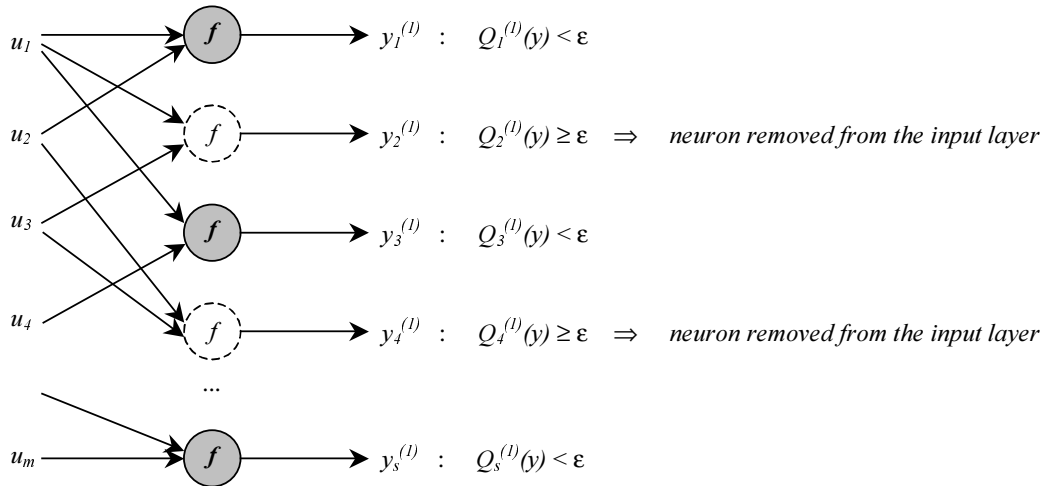 u₁ f y₁⁽¹⁾ : Q₁⁽¹⁾(y) < ε
u₂ f y₂⁽¹⁾ : Q₂⁽¹⁾(y) ≥ ε ⇒ neuron removed from the input layer
u₃ f y₃⁽¹⁾ : Q₃⁽¹⁾(y) < ε
u₄ f y₄⁽¹⁾ : Q₄⁽¹⁾(y) ≥ ε ⇒ neuron removed from the input layer
...
uₘ f yₛ⁽¹⁾ : Qₛ⁽¹⁾(y) < ε